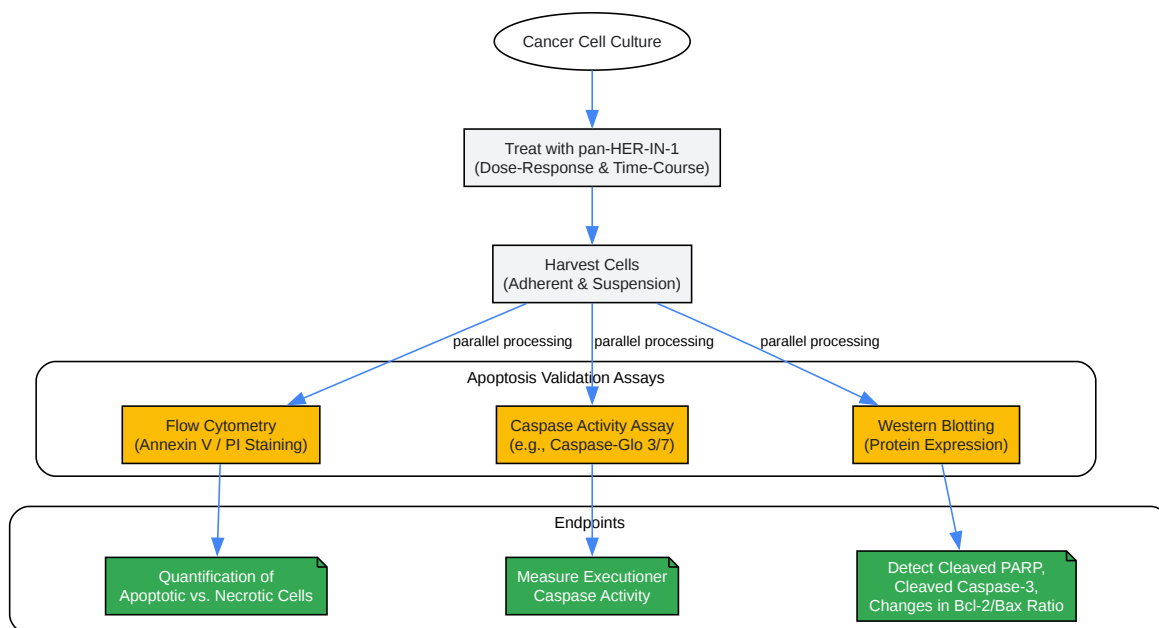 Cancer Cell Culture
Treat with pan-HER-IN-1
(Dose-Response & Time-Course)
Harvest Cells
(Adherent & Suspension)
parallel processing
parallel processing
parallel processing
Apoptosis Validation Assays
Flow Cytometry
(Annexin V / PI Staining)
Caspase Activity Assay
(e.g., Caspase-Glo 3/7)
Western Blotting
(Protein Expression)
Endpoints
Quantification of
Apoptotic vs. Necrotic Cells
Measure Executioner
Caspase Activity
Detect Cleaved PARP,
Cleaved Caspase-3,
Changes in Bcl-2/Bax Ratio